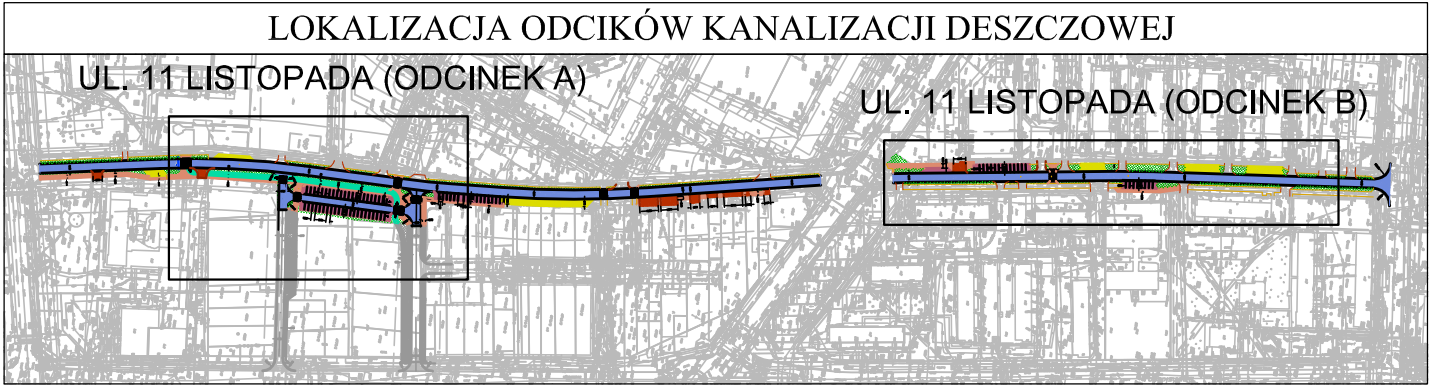 LOKALIZACJA ODCIKÓW KANALIZACJI DESZCZOWEJ
UL. 11 LISTOPADA (ODCINEK A)
UL. 11 LISTOPADA (ODCINEK B)